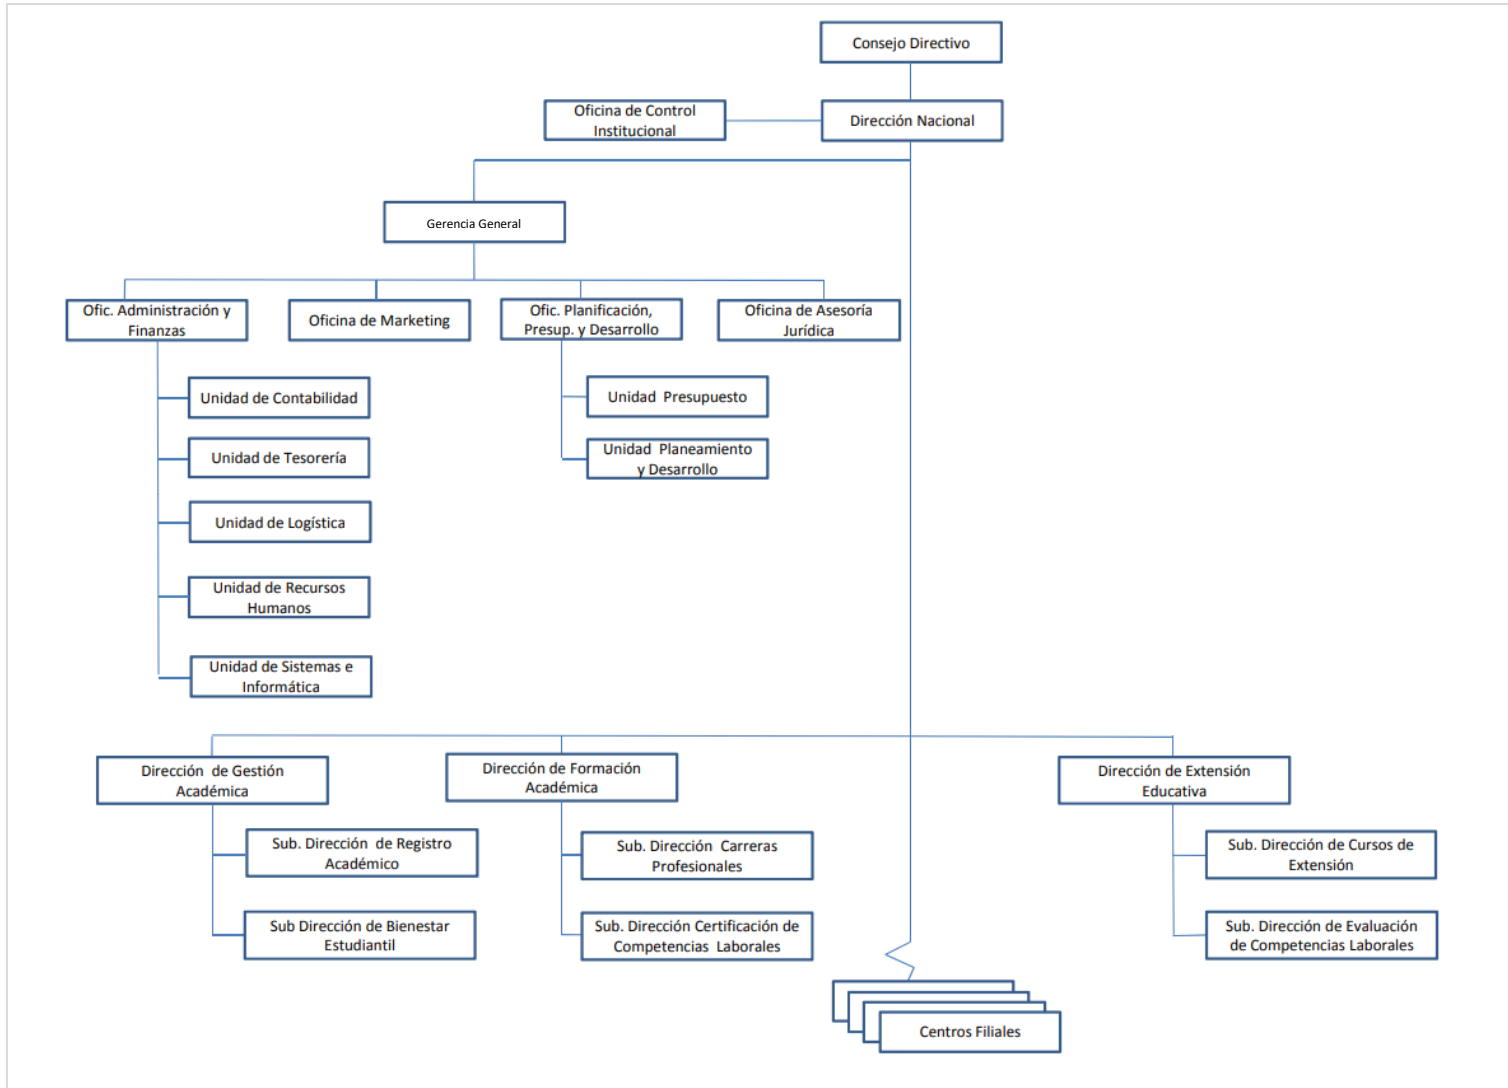 Consejo Directivo
Oficina de Control
Institucional
Dirección Nacional
Gerencia General
Ofic. Administración y
Finanzas
Oficina de Marketing
Ofic. Planificación,
Presup. y Desarrollo
Oficina de Asesoría
Jurídica
Unidad de Contabilidad
Unidad Presupuesto
Unidad de Tesorería
Unidad Planeamiento
y Desarrollo
Unidad de Logística
Unidad de Recursos
Humanos
Unidad de Sistemas e
Informática
Dirección de Gestión
Académica
Dirección de Formación
Académica
Dirección de Extensión
Educativa
Sub. Dirección de Registro
Académico
Sub. Dirección Carreras
Profesionales
Sub. Dirección de Cursos de
Extensión
Sub Dirección de Bienestar
Estudiantil
Sub. Dirección Certificación de
Competencias Laborales
Sub. Dirección de Evaluación
de Competencias Laborales
Centros Filiales